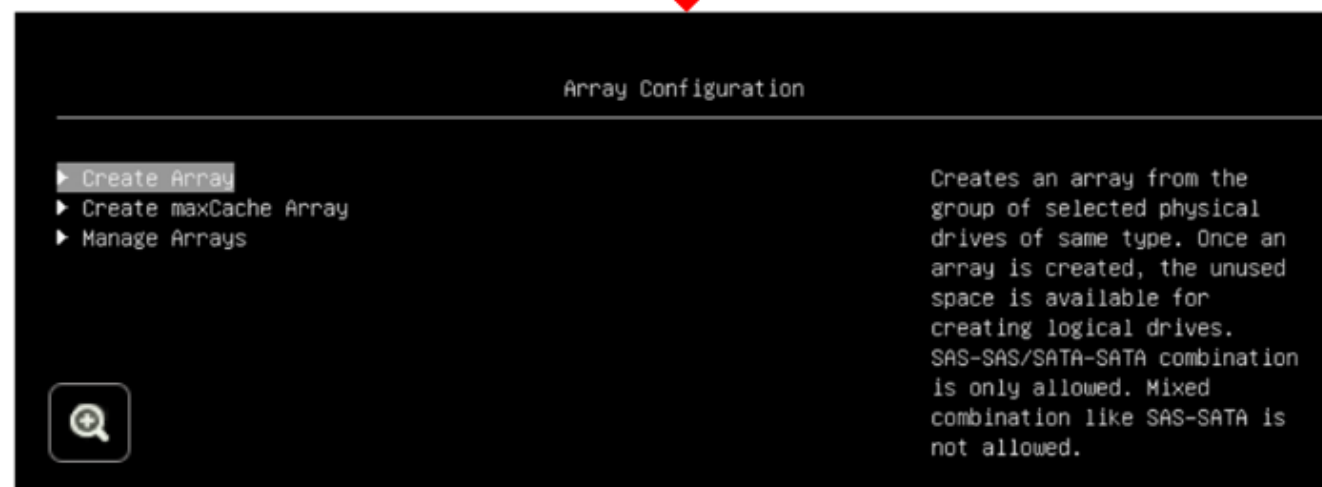 Array Configuration
Create Array
Create maxCache Array
Manage Arrays
Creates an array from the
group of selected physical
drives of same type. Once an
array is created, the unused
space is available for
creating logical drives.
SAS-SAS/SATA-SATA combination
is only allowed. Mixed
combination like SAS-SATA is
not allowed.